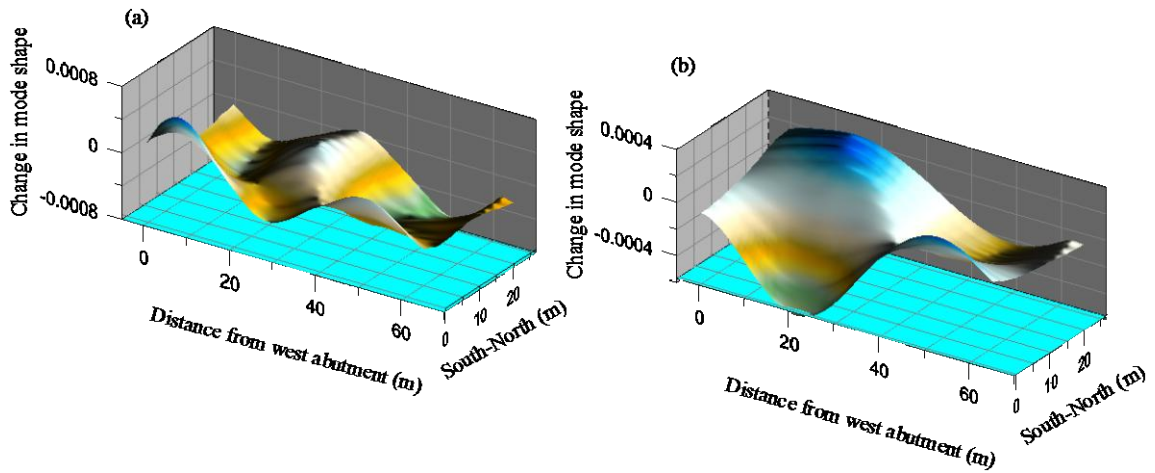 (a)
Change in mode shape
0.0008
0
-0.0008
0
20
40
60
Distance from west abutment (m)
0
10
20
South-North (m)
(b)
Change in mode shape
0.0004
0
-0.0004
0
20
40
60
Distance from west abutment (m)
0
10
20
South-North (m)